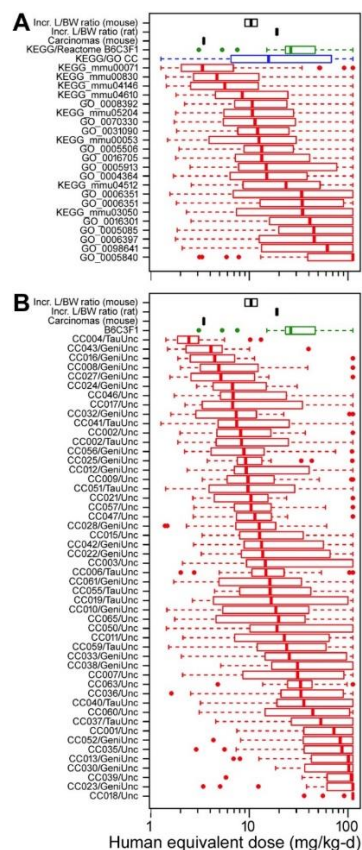 A
Incr. L/BW ratio (mouse)
Incr. L/BW ratio (rat)
Carcinomas (mouse)
KEGG/Reactome B6C3F1
KEGG/GO CC
KEGG_mmu00071
KEGG_mmu00830
KEGG_mmu04146
KEGG_mmu04610
GO_0008392
KEGG_mmu05204
GO_0070330
GO_0031090
KEGG_mmu00053
GO_0005506
GO_0016705
GO_0005913
GO_0004364
KEGG_mmu04512
GO_0006351
GO_0006351
KEGG_mmu03050
GO_0016301
GO_0005085
GO_0006397
GO_0098641
GO_0005840
B
Incr. L/BW ratio (mouse)
Incr. L/BW ratio (rat)
Carcinomas (mouse)
B6C3F1
CC004/TauUnc
CC043/GeniUnc
CC016/GeniUnc
CC008/GeniUnc
CC027/GeniUnc
CC024/GeniUnc
CC046/Unc
CC017/Unc
CC032/GeniUnc
CC041/TauUnc
CC002/Unc
CC002/TauUnc
CC056/GeniUnc
CC025/GeniUnc
CC012/GeniUnc
CC009/Unc
CC051/TauUnc
CC021/Unc
CC057/Unc
CC047/Unc
CC028/GeniUnc
CC015/Unc
CC042/GeniUnc
CC022/GeniUnc
CC003/Unc
CC006/TauUnc
CC061/GeniUnc
CC055/TauUnc
CC019/TauUnc
CC010/GeniUnc
CC065/Unc
CC050/Unc
CC011/Unc
CC059/TauUnc
CC033/GeniUnc
CC038/GeniUnc
CC007/Unc
CC063/Unc
CC036/Unc
CC040/TauUnc
CC060/Unc
CC037/TauUnc
CC001/Unc
CC052/GeniUnc
CC035/Unc
CC013/GeniUnc
CC030/GeniUnc
CC039/Unc
CC023/GeniUnc
CC018/Unc
1 10 100
Human equivalent dose (mg/kg-d)